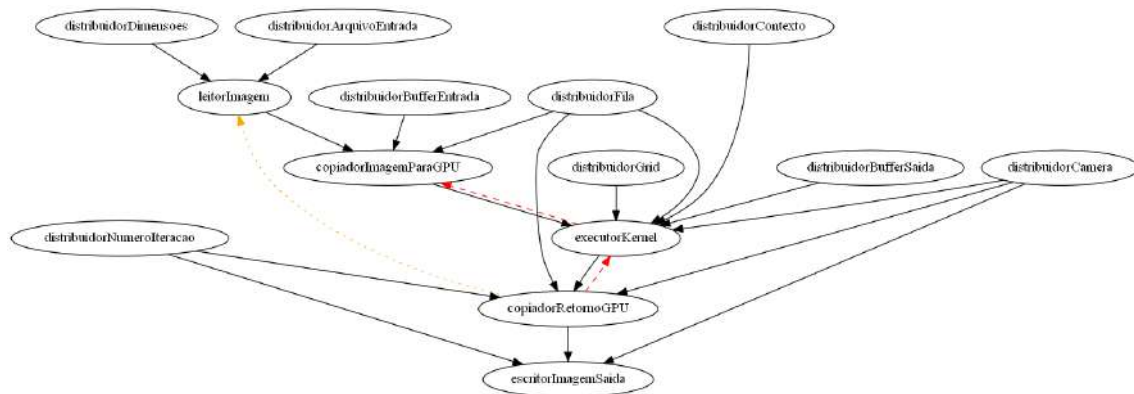 distribuidorDimensoes
distribuidorArquivoEntrada
distribuidorContexto
leitorImagem
distribuidorBufferEntrada
distribuidorFila
copiadorImagemParaGPU
distribuidorGrid
distribuidorBufferSaida
distribuidorCamera
distribuidorNumeroIteracao
executorKernel
copiadorRetornoGPU
escritorImagemSaida